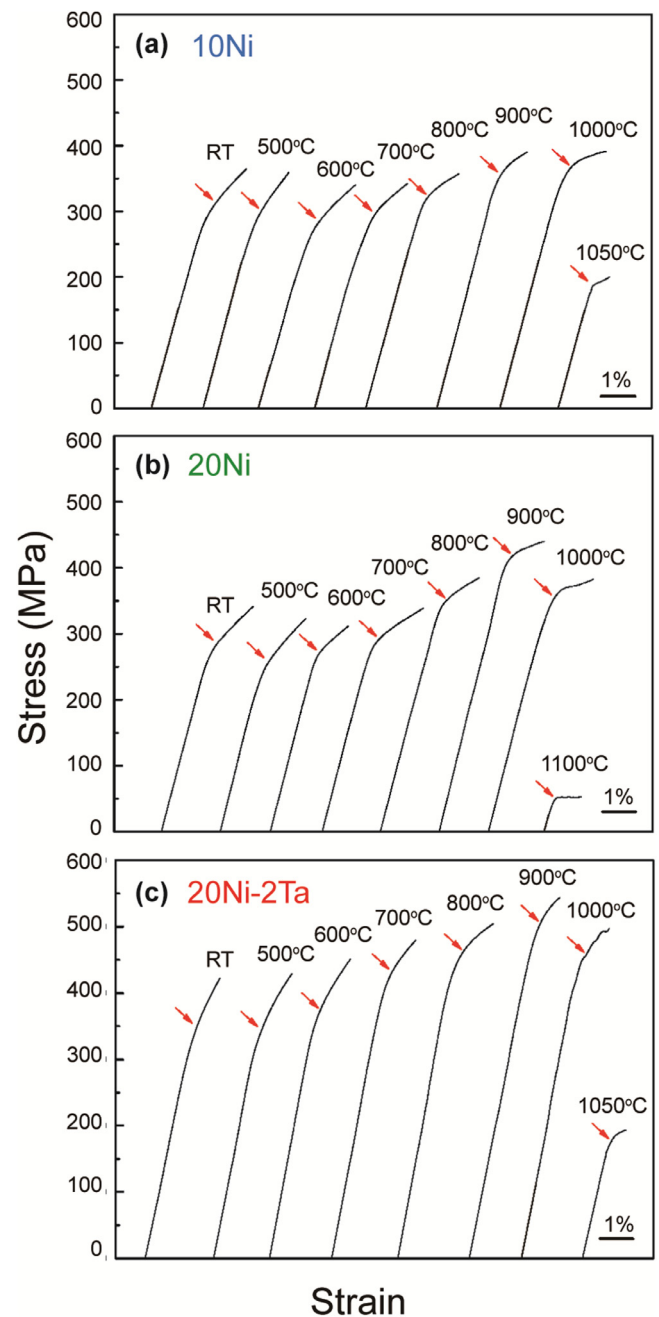 600
(a) 10Ni
500
400
900°C
800°C
1000°C
700°C
500°C
RT
600°C
300
1050°C
200
100
1%
0
600
(b) 20Ni
500
900°C
800°C
400
1000°C
700°C
600°C
500°C
RT
300
200
1100°C
100
1%
0
Stress (MPa)
600
(c) 20Ni-2Ta
900°C
500
1000°C
800°C
700°C
600°C
500°C
RT
400
300
200
1050°C
100
1%
0
Strain